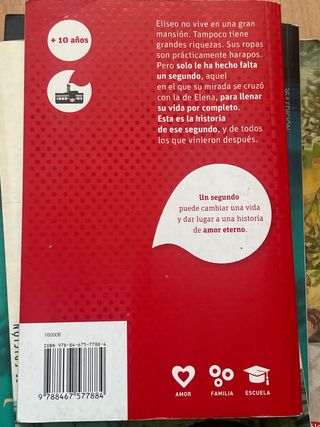 + 10 años
Eliseo no vive en una gran
mansión. Tampoco tiene
grandes riquezas. Sus ropas
son prácticamente harapos.
Pero solo le ha hecho falta
un segundo, aquel
en el que su mirada se cruzó
con la de Elena, para llenar
su vida por completo.
Esta es la historia
de ese segundo, y de todos
los que vinieron después.
Un segundo
puede cambiar una vida
y dar lugar a una historia
de amor eterno.
160006
ISBN 978-84-675-7788-4
9 788467 577884
AMOR
FAMILIA
ESCUELA
EDICIÓN